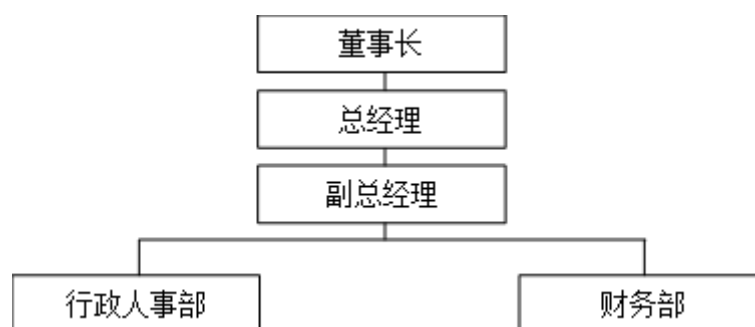 董事长
总经理
副总经理
行政人事部
财务部